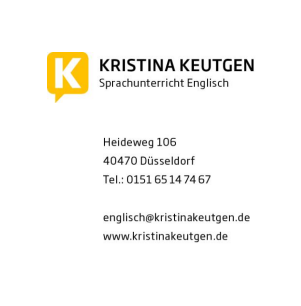 K
KRISTINA KEUTGEN
Sprachunterricht Englisch
Heideweg 106
40470 Düsseldorf
Tel.: 0151 65 14 74 67
englisch@kristinakeutgen.de
www.kristinakeutgen.de